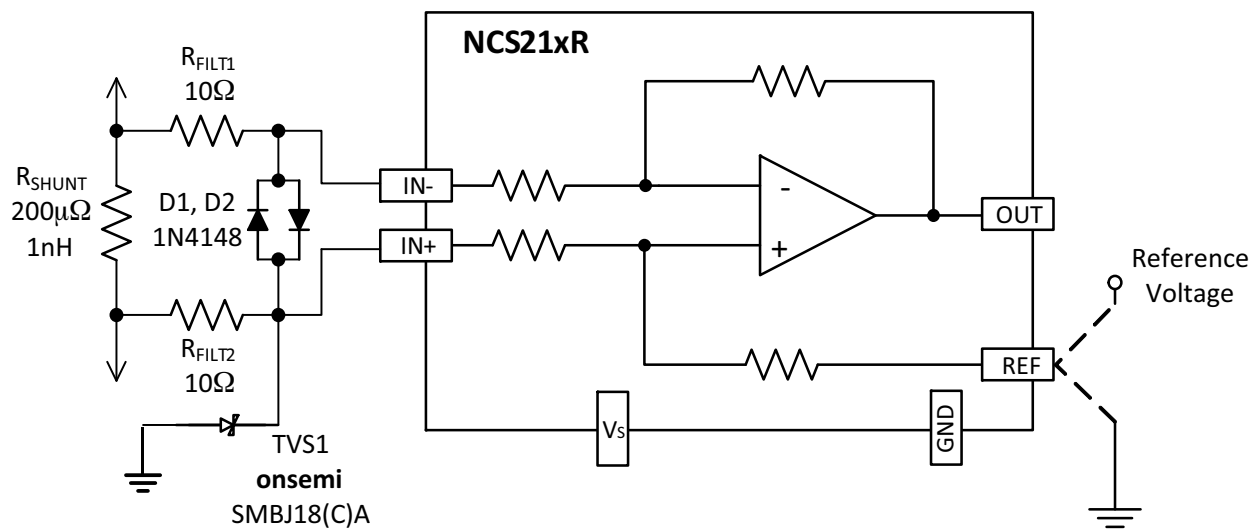 NCS21xR
RFILT1
10Ω
RSHUNT
200μΩ
1nH
D1, D2
1N4148
IN-
IN+
-
+
OUT
Reference
Voltage
REF
RFILT2
10Ω
VS
GND
TVS1
onsemi
SMBJ18(C)A